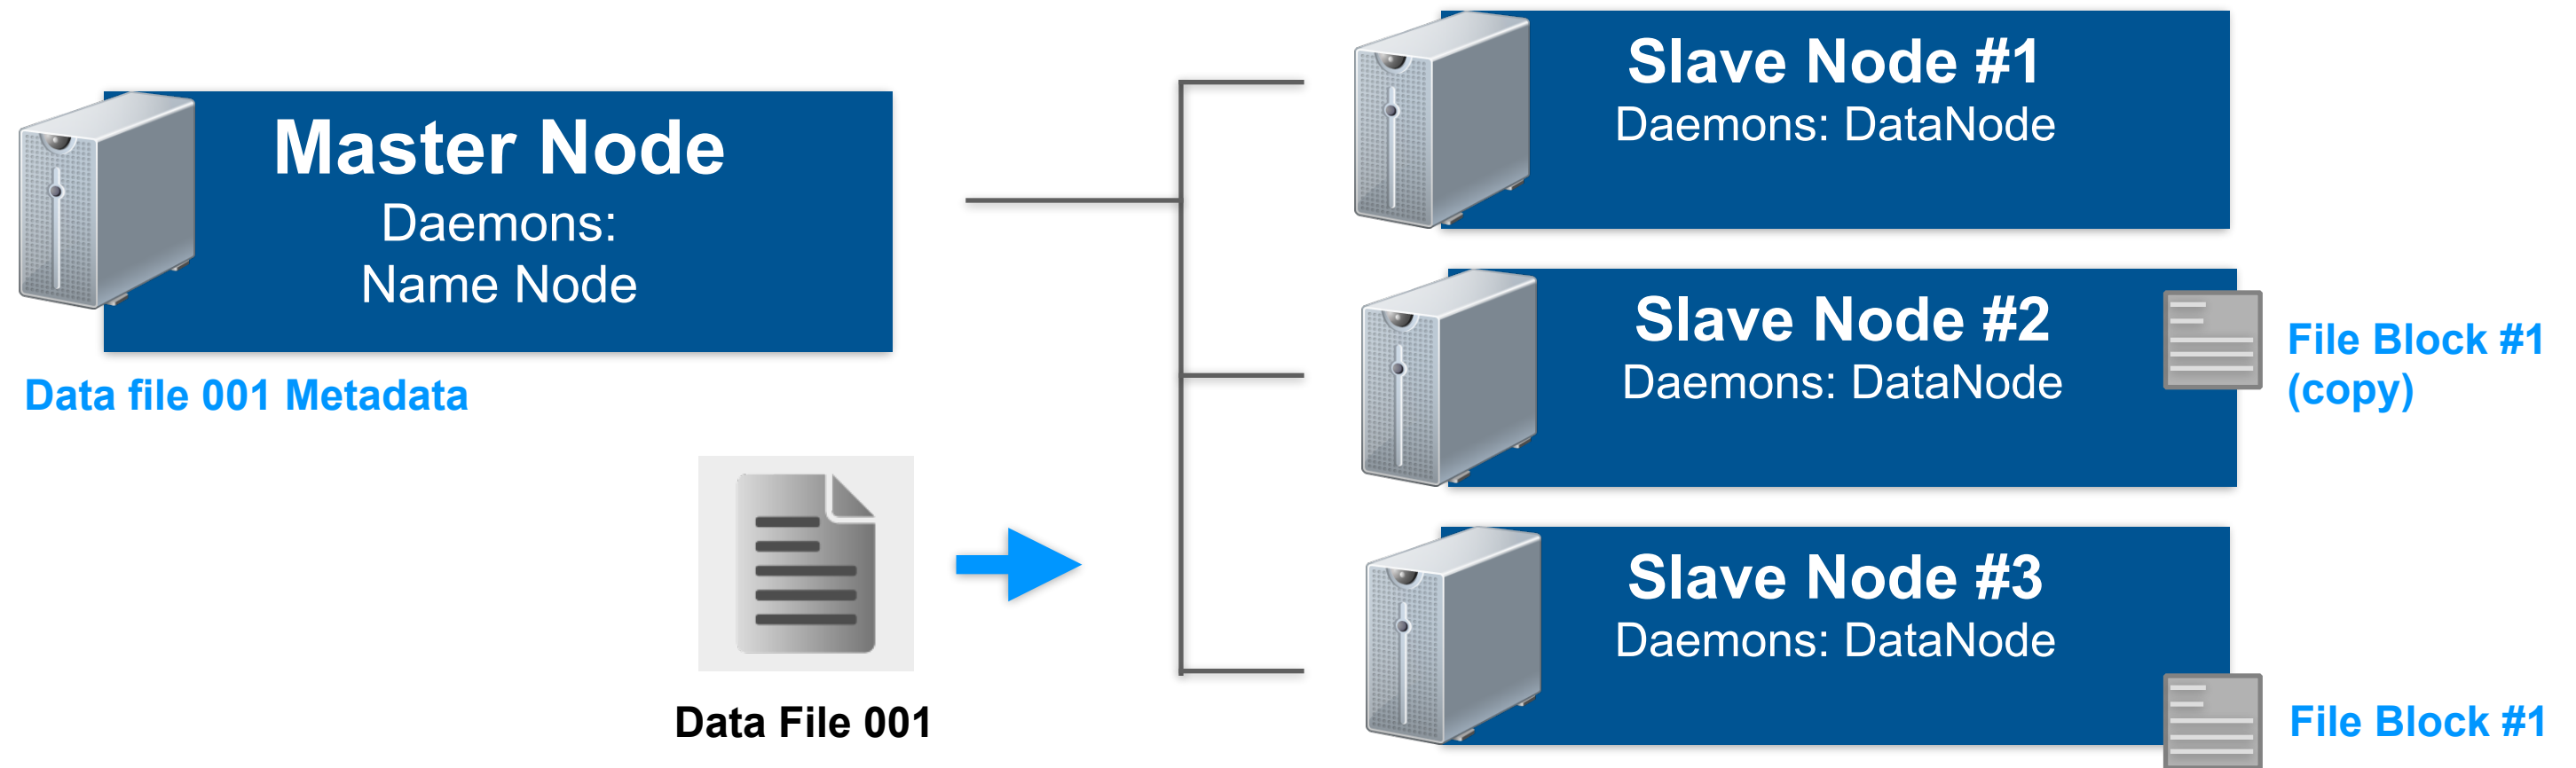 Master Node
Daemons:
Name Node
Data file 001 Metadata
Data File 001
Slave Node #1
Daemons: DataNode
Slave Node #2
Daemons: DataNode
File Block #1
(copy)
Slave Node #3
Daemons: DataNode
File Block #1